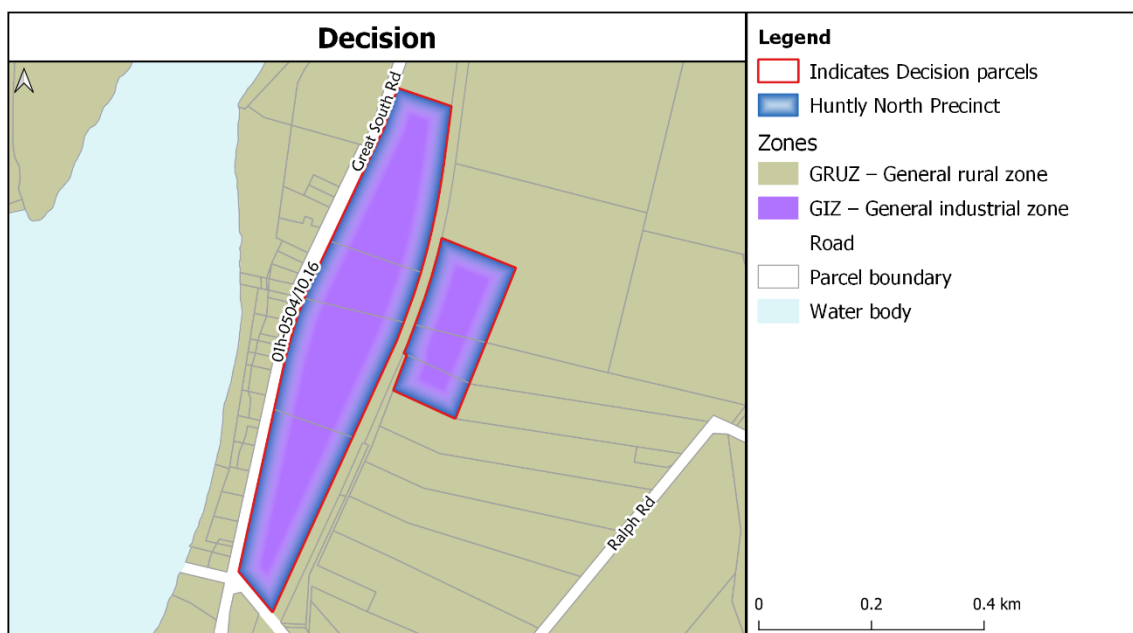 Decision
Great South Rd
01h-0504/10.16
Ralph Rd
Legend
Indicates Decision parcels
Huntly North Precinct
Zones
GRUZ – General rural zone
GIZ – General industrial zone
Road
Parcel boundary
Water body
0 0.2 0.4 km